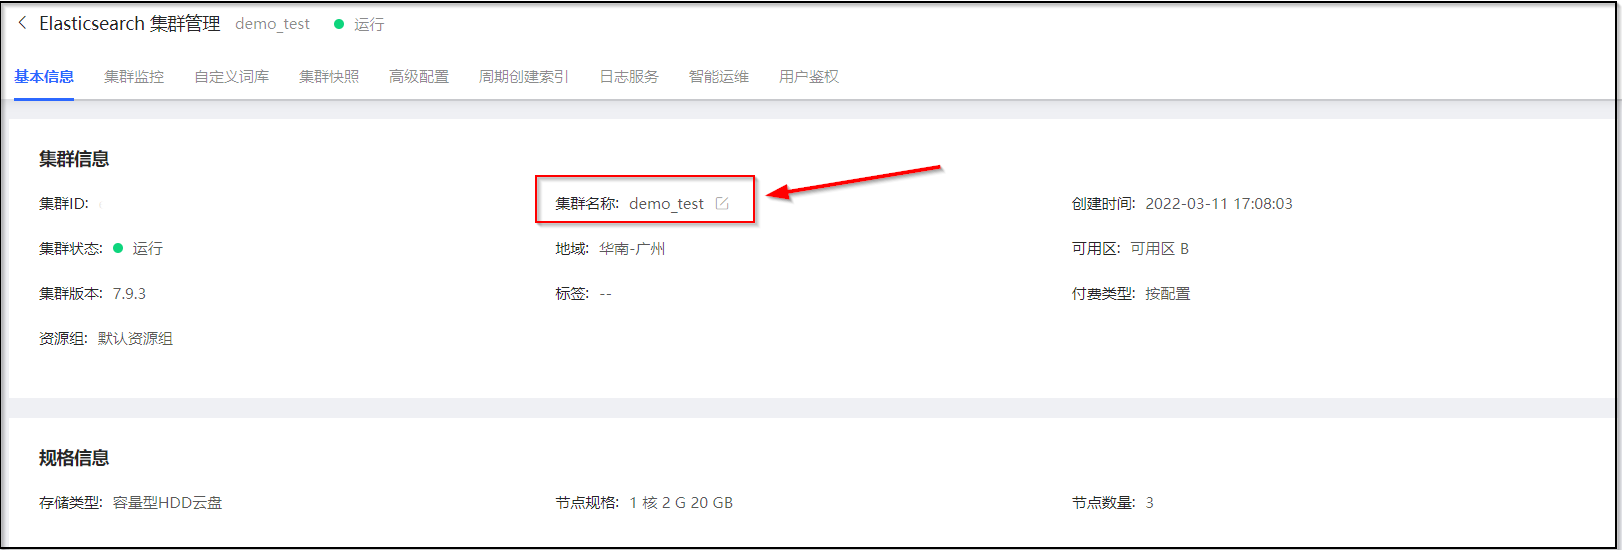 Elasticsearch 集群管理 demo_test 运行
基本信息 集群监控 自定义词库 集群快照 高级配置 周期创建索引 日志服务 智能运维 用户鉴权
集群信息
集群ID: 集群名称: demo_test 创建时间: 2022-03-11 17:08:03
集群状态: 运行 地域: 华南-广州 可用区: 可用区 B
集群版本: 7.9.3 标签: -- 付费类型: 按配置
资源组: 默认资源组
规格信息
存储类型: 容量型HDD云盘 节点规格: 1 核 2 G 20 GB 节点数量: 3